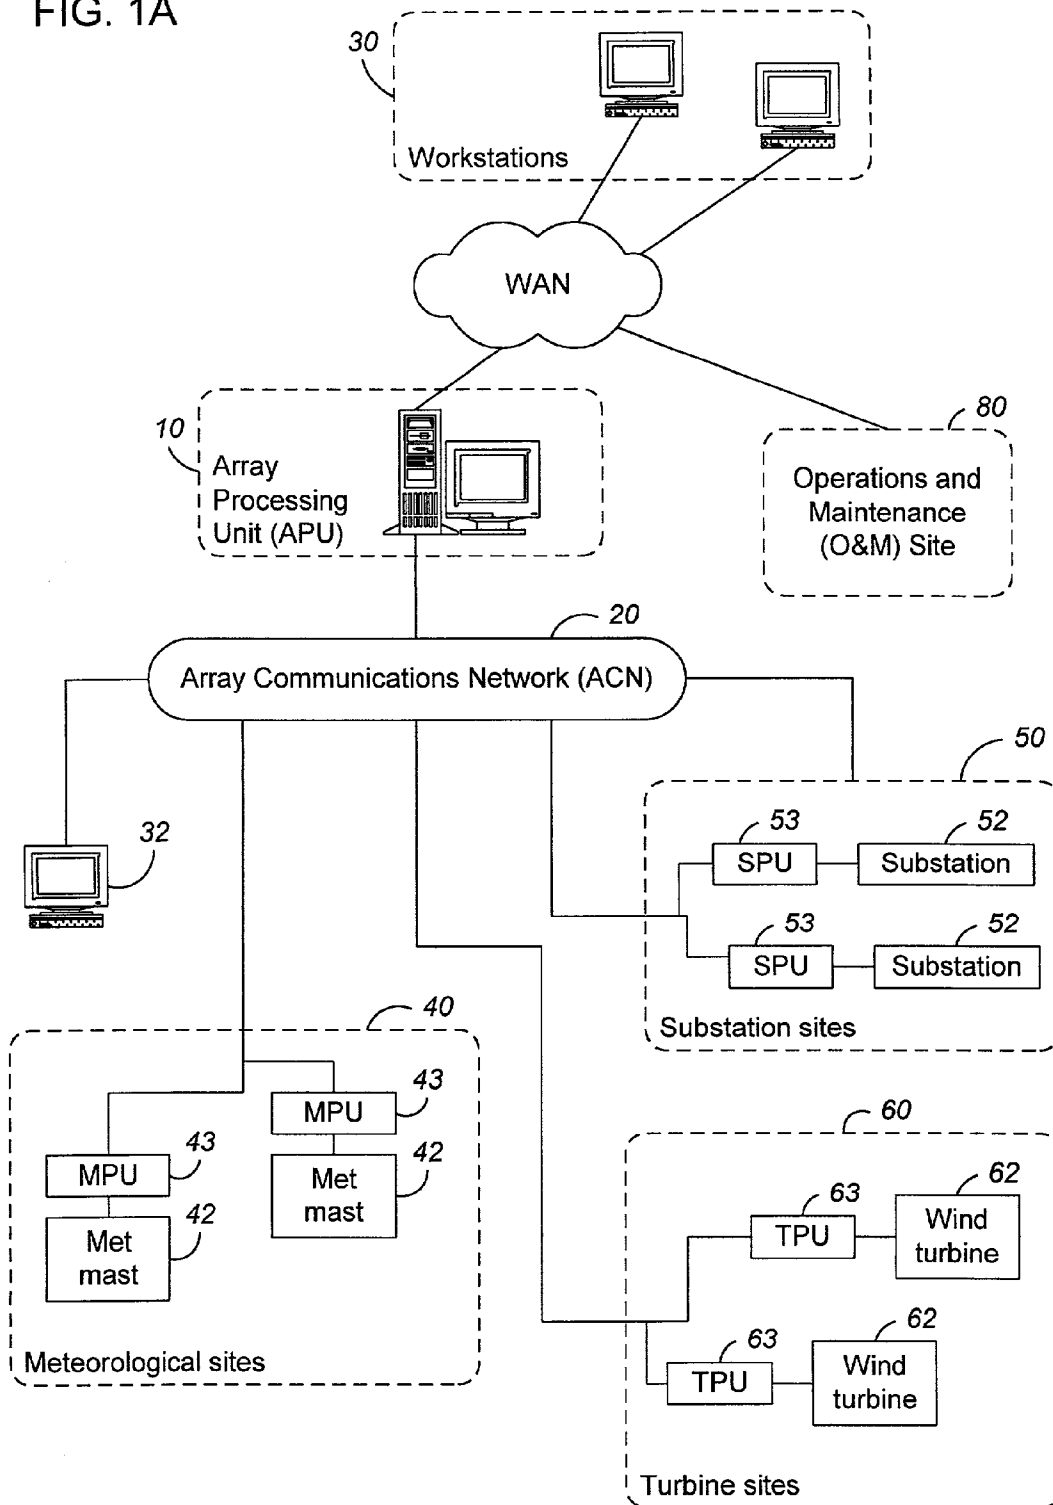 FIG. 1A
30
Workstations
WAN
10
Array
Processing
Unit (APU)
80
Operations and
Maintenance
(O&M) Site
20
Array Communications Network (ACN)
50
32
53
52
SPU
Substation
53
52
SPU
Substation
Substation sites
40
43
MPU
42
Met
mast
43
MPU
42
Met
mast
Meteorological sites
60
62
63
Wind
turbine
TPU
62
63
Wind
turbine
TPU
Turbine sites